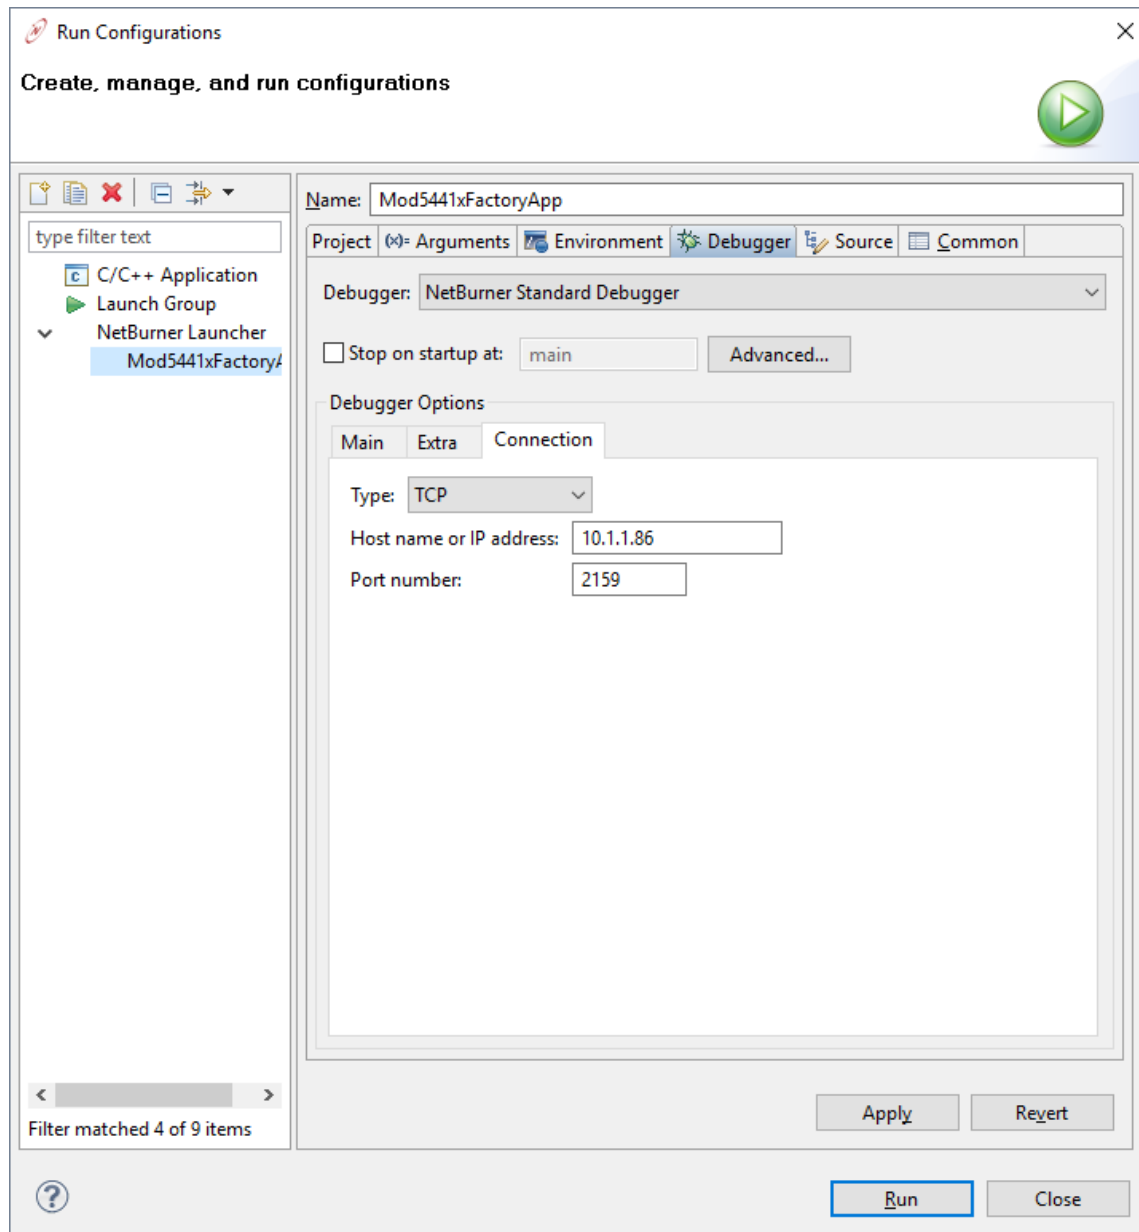 Run Configurations
Create, manage, and run configurations
type filter text
C/C++ Application
Launch Group
NetBurner Launcher
Mod5441xFactoryA
Filter matched 4 of 9 items
Name: Mod5441xFactoryApp
Project (x)= Arguments Environment Debugger Source Common
Debugger: NetBurner Standard Debugger
Stop on startup at: main Advanced...
Debugger Options
Main Extra Connection
Type: TCP
Host name or IP address: 10.1.1.86
Port number: 2159
Apply Revert
Run Close